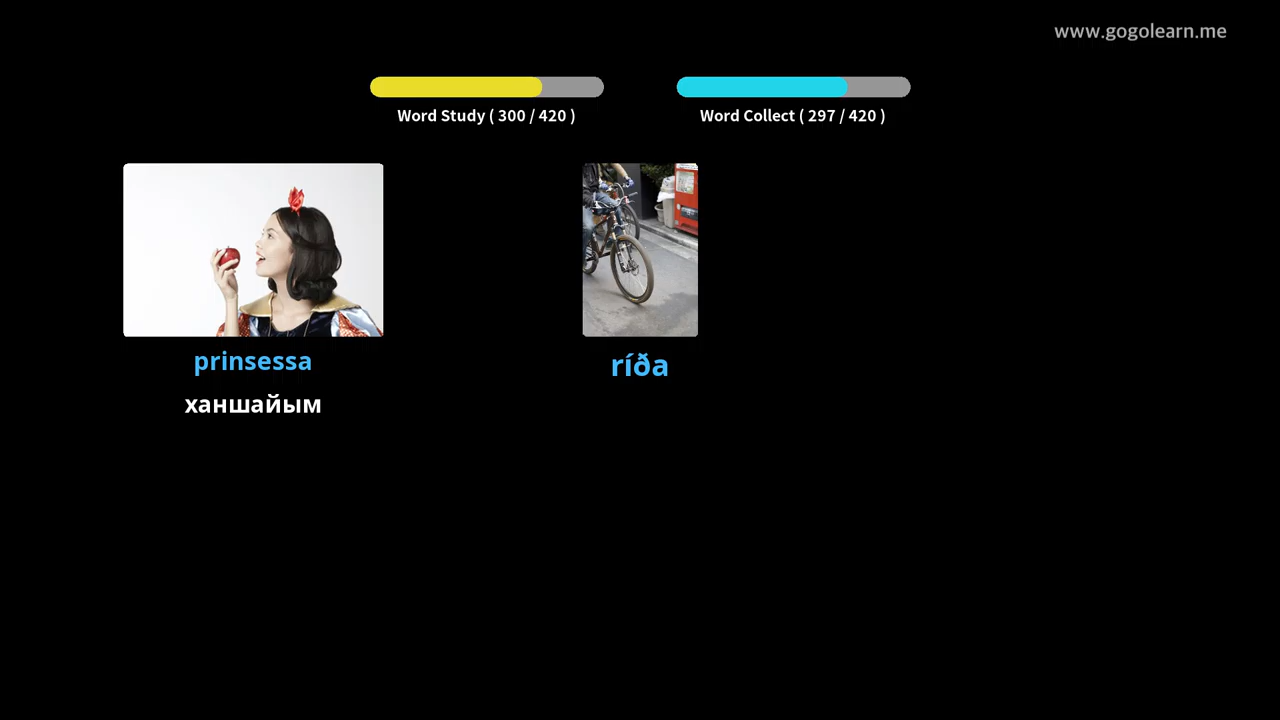 www.gogolearn.me
Word Study ( 300 / 420 )
Word Collect ( 297 / 420 )
prinsessa
ханшайым
ríða